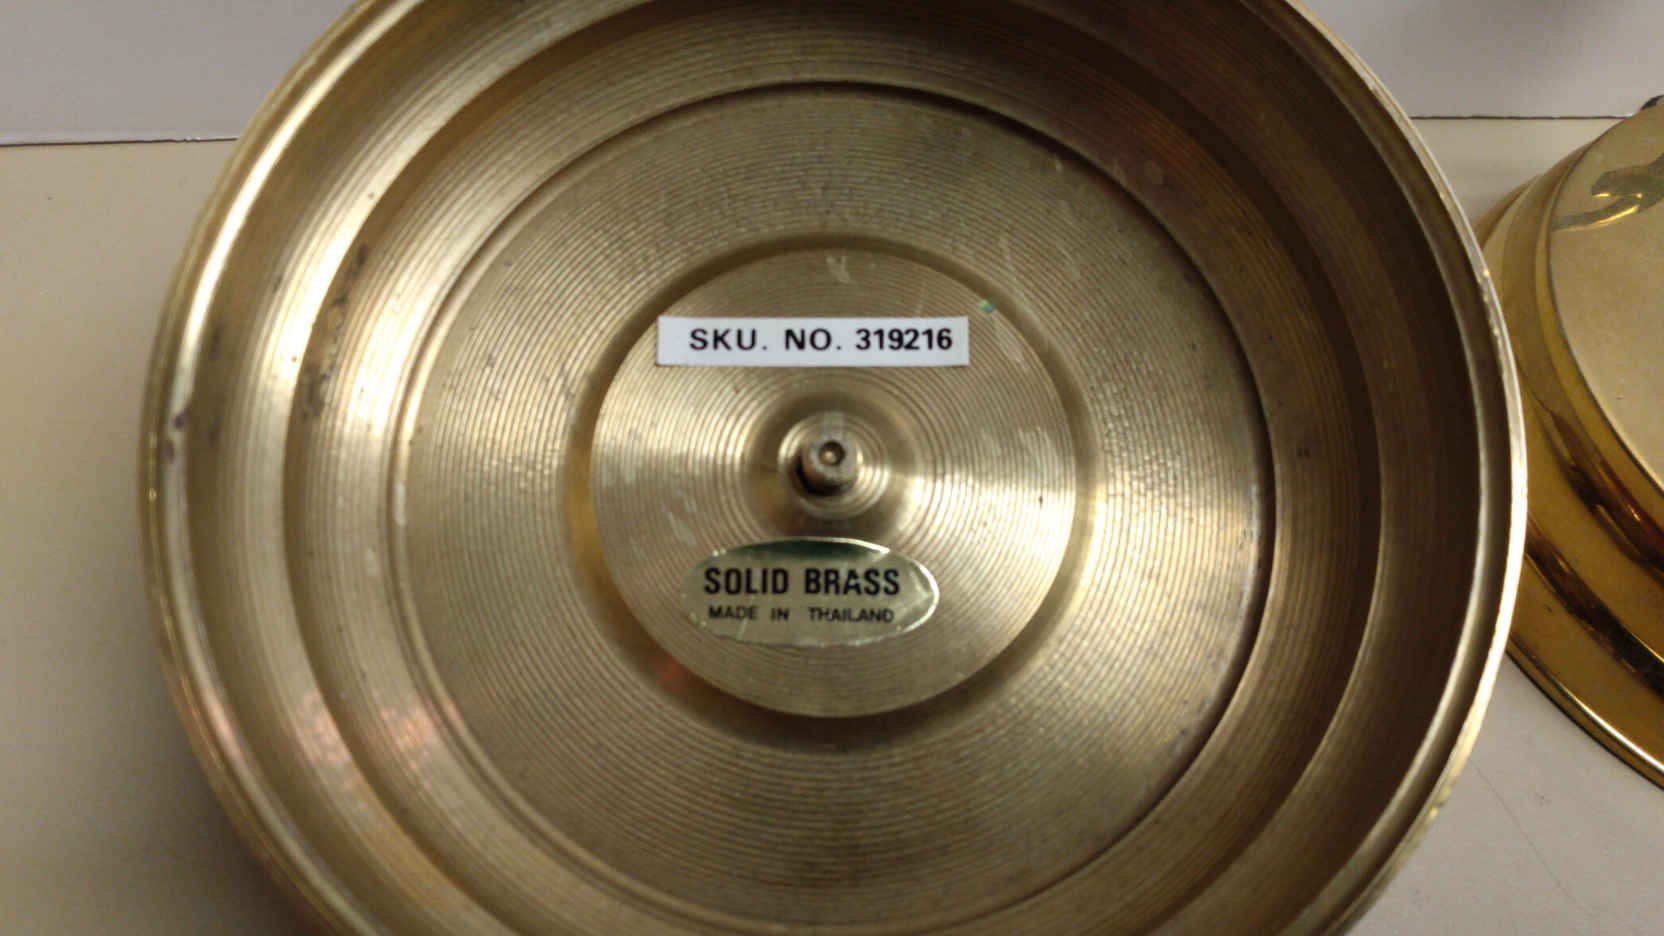 SKU. NO. 319216
SOLID BRASS
MADE IN THAILAND